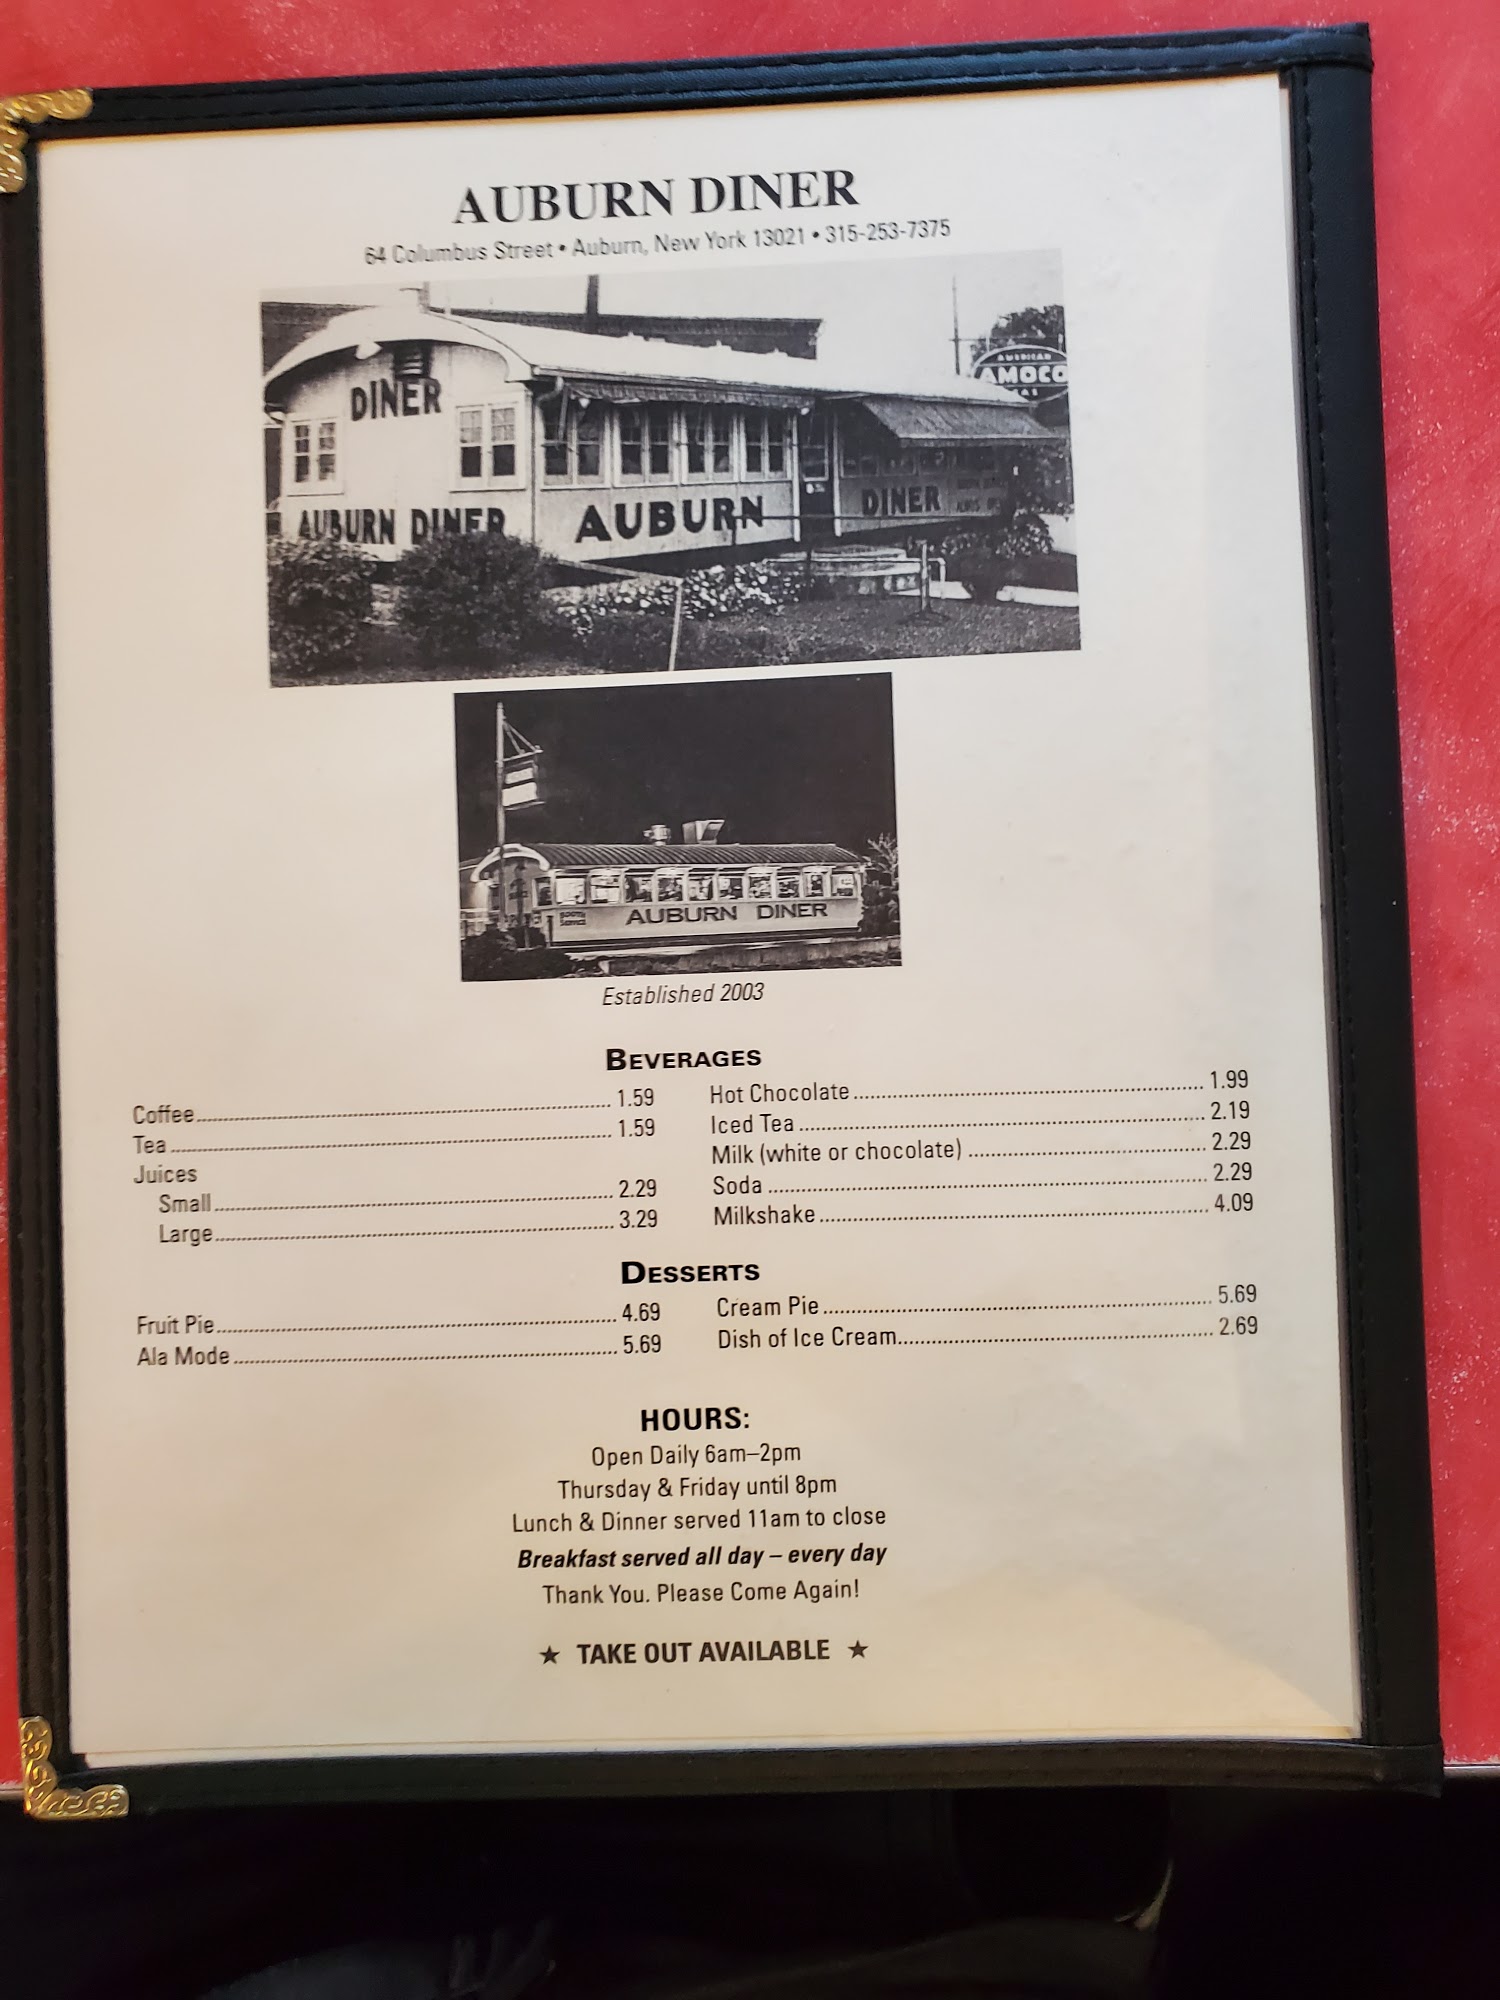 AUBURN DINER
64 Columbus Street • Auburn, New York 13021 • 315-253-7375
AMERICAN
AMOCO
GAS
DINER
AUBURN DINER
AUBURN
DINER
BOOTH
SERVICE
AUBURN DINER
Established 2003
BEVERAGES
Coffee 1.59
Tea 1.59
Juices
Small 2.29
Large 3.29
Hot Chocolate 1.99
Iced Tea 2.19
Milk (white or chocolate) 2.29
Soda 2.29
Milkshake 4.09
DESSERTS
Fruit Pie 4.69
Ala Mode 5.69
Cream Pie 5.69
Dish of Ice Cream 2.69
HOURS:
Open Daily 6am–2pm
Thursday & Friday until 8pm
Lunch & Dinner served 11am to close
Breakfast served all day – every day
Thank You. Please Come Again!
★ TAKE OUT AVAILABLE ★